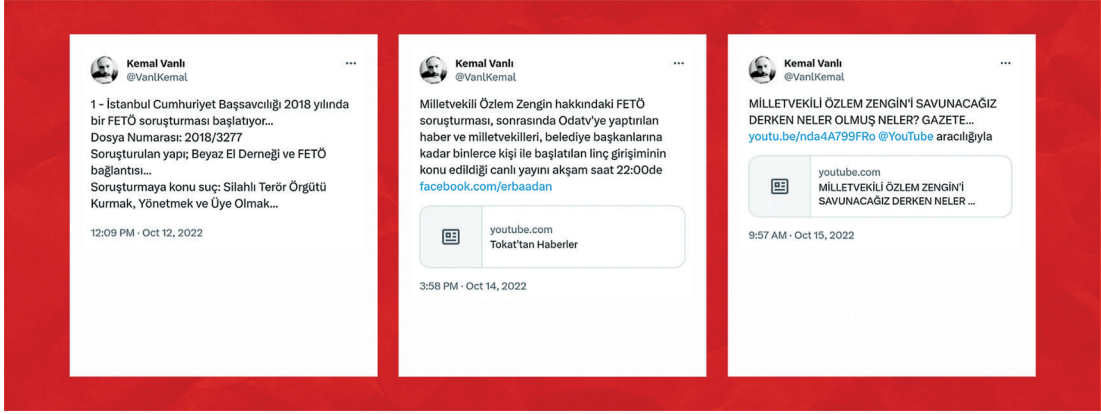 Kemal Vanlı
@VanlKemal
1 - İstanbul Cumhuriyet Başsavcılığı 2018 yılında
bir FETÖ soruşturması başlatıyor...
Dosya Numarası: 2018/3277
Soruşturulan yapı; Beyaz El Derneği ve FETÖ
bağlantısı...
Soruşturmaya konu suç: Silahlı Terör Örgütü
Kurmak, Yönetmek ve Üye Olmak...
12:09 PM · Oct 12, 2022
Kemal Vanlı
@VanlKemal
Milletvekili Özlem Zengin hakkındaki FETÖ
soruşturması, sonrasında Odatv'ye yaptırılan
haber ve milletvekilleri, belediye başkanlarına
kadar binlerce kişi ile başlatılan linç girişiminin
konu edildiği canlı yayını akşam saat 22:00de
facebook.com/erbaadan
youtube.com
Tokat'tan Haberler
3:58 PM · Oct 14, 2022
Kemal Vanlı
@VanlKemal
MİLLETVEKİLİ ÖZLEM ZENGİN'İ SAVUNACAĞIZ
DERKEN NELER OLMUŞ NELER? GAZETE...
youtu.be/nda4A799FRo @YouTube aracılığıyla
youtube.com
MİLLETVEKİLİ ÖZLEM ZENGİN'İ
SAVUNACAĞIZ DERKEN NELER ...
9:57 AM · Oct 15, 2022